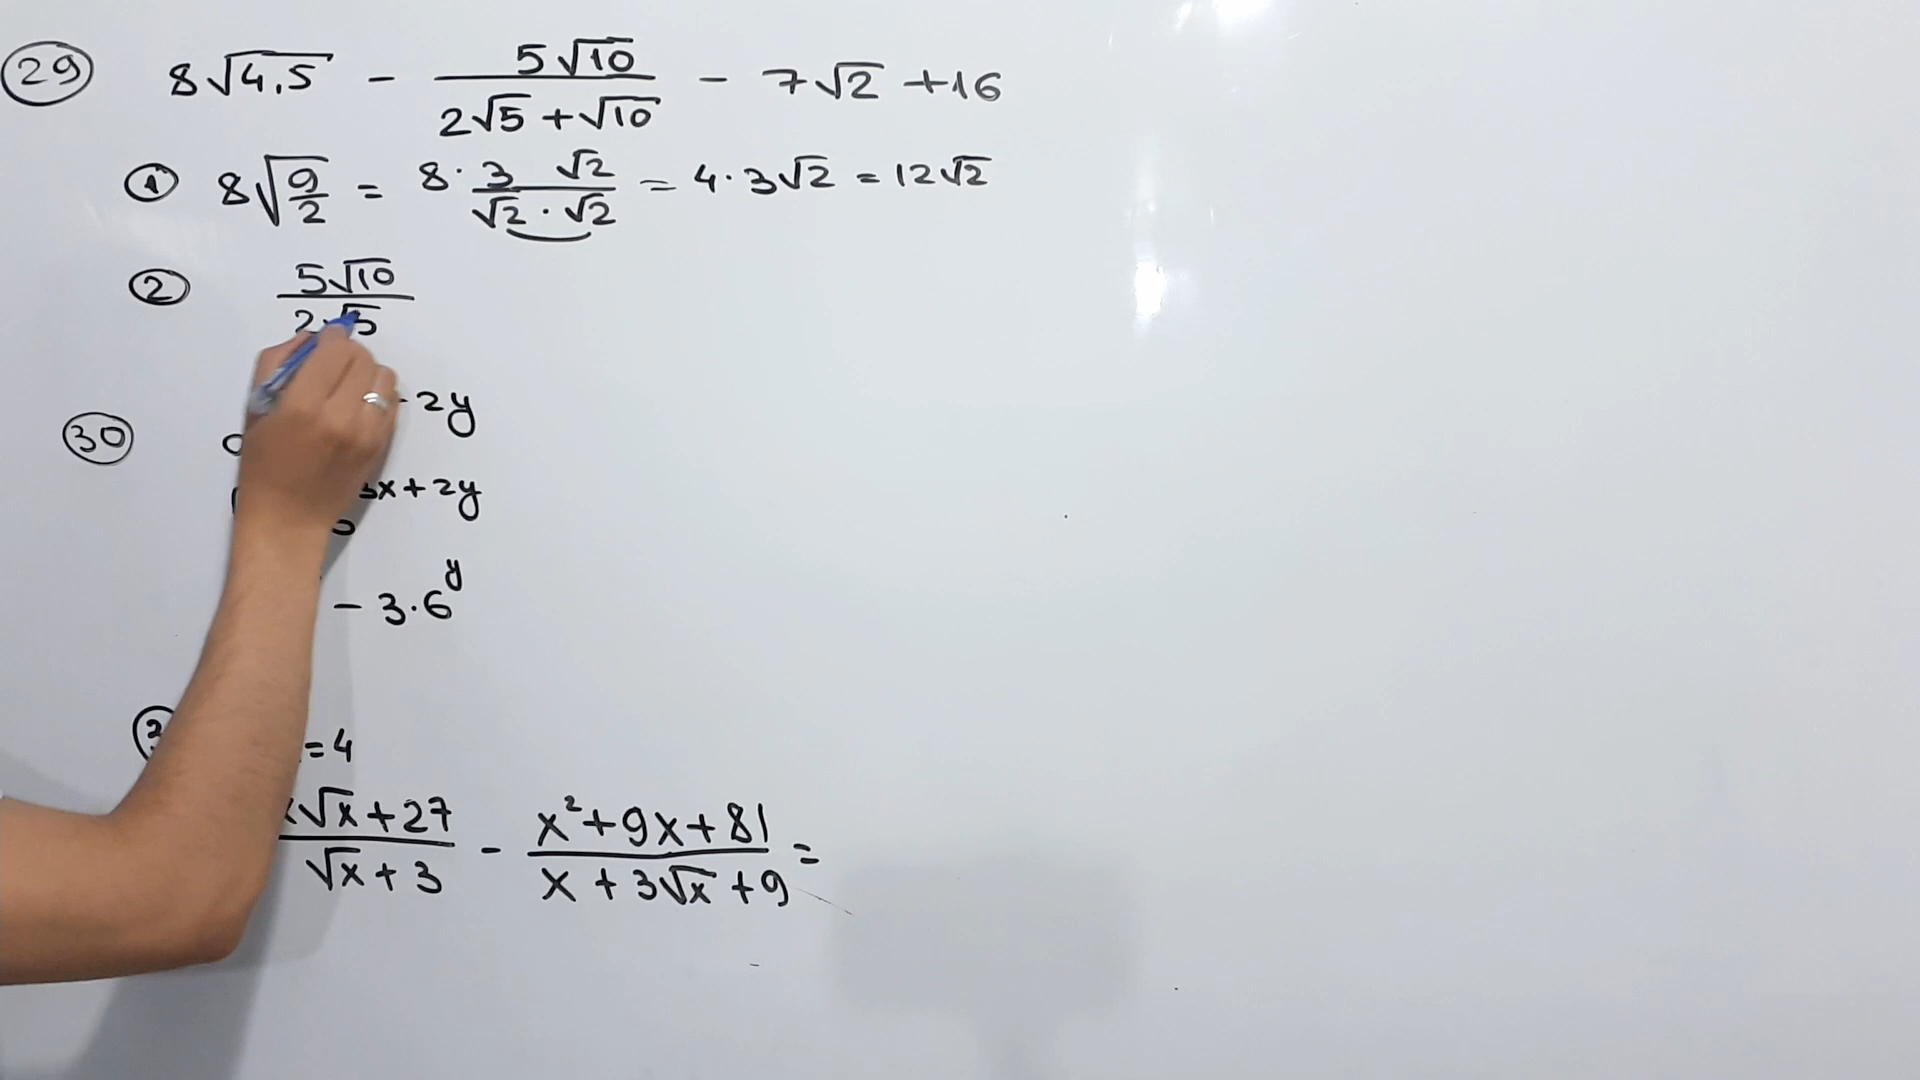 29 8√4.5 - 5√10 / (2√5 + √10) - 7√2 + 16
1 8√(9/2) = 8 · 3 √2 / (√2 · √2) = 4 · 3√2 = 12√2
2 5√10 / 2√5
30 - 2y
3x + 2y
- 3 · 6^y
= 4
x√x + 27 / (√x + 3) - (x² + 9x + 81) / (x + 3√x + 9) =